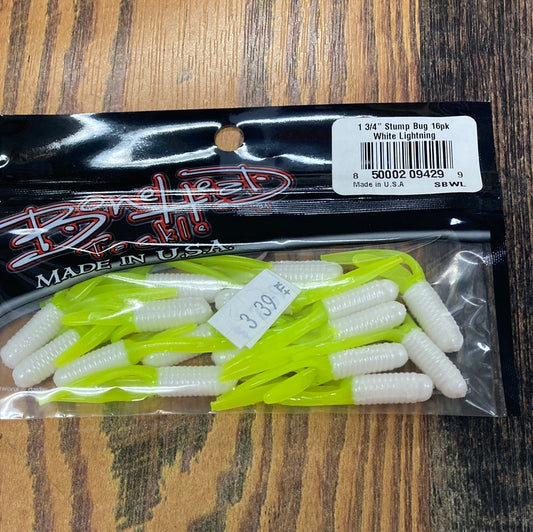 1 3/4" Stump Bug 16pk
White Lightning
8 50002 09429 9
Made in U.S.A SBWL
BoneHead
Tackle
MADE IN U.S.A.
3.39